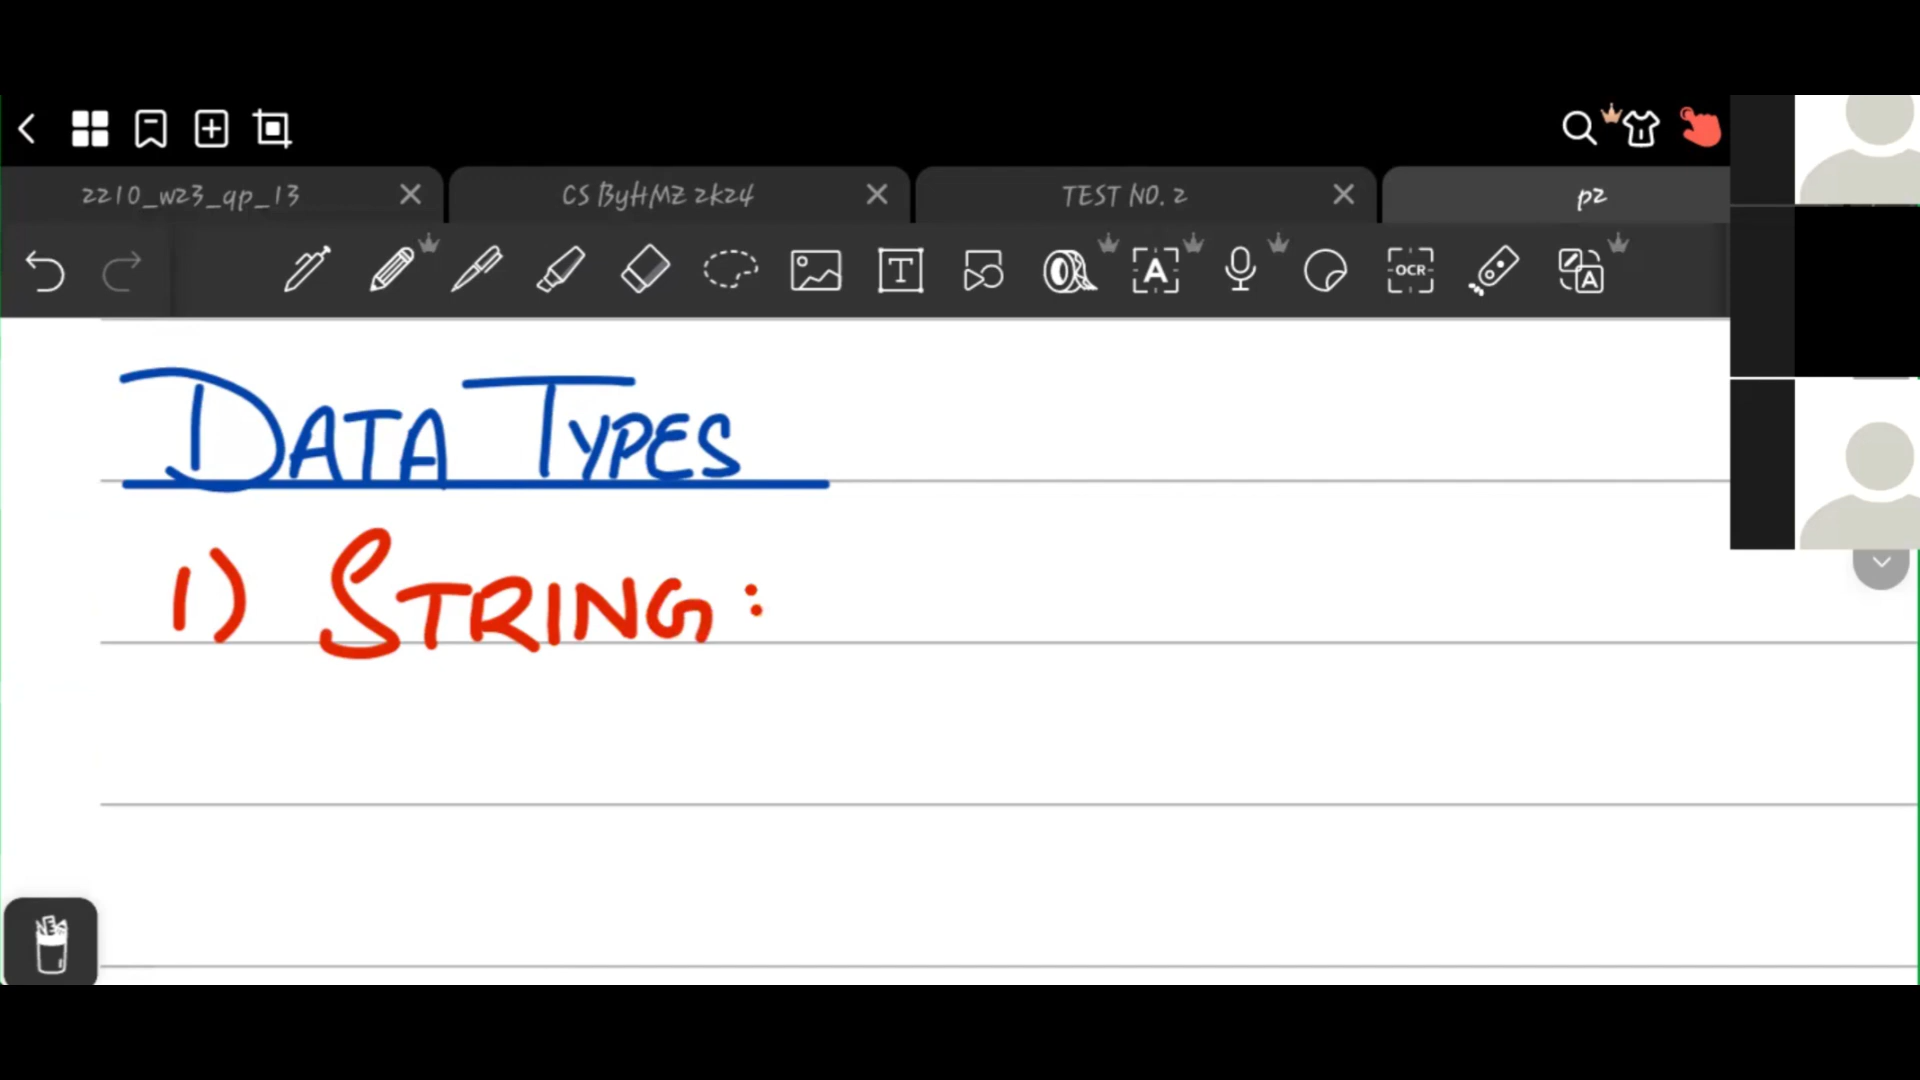 2210_w23_qp_13
CS ByHMZ 2k24
TEST NO. 2
p2
T
A
OCR
A
DATA TYPES
1) STRING: